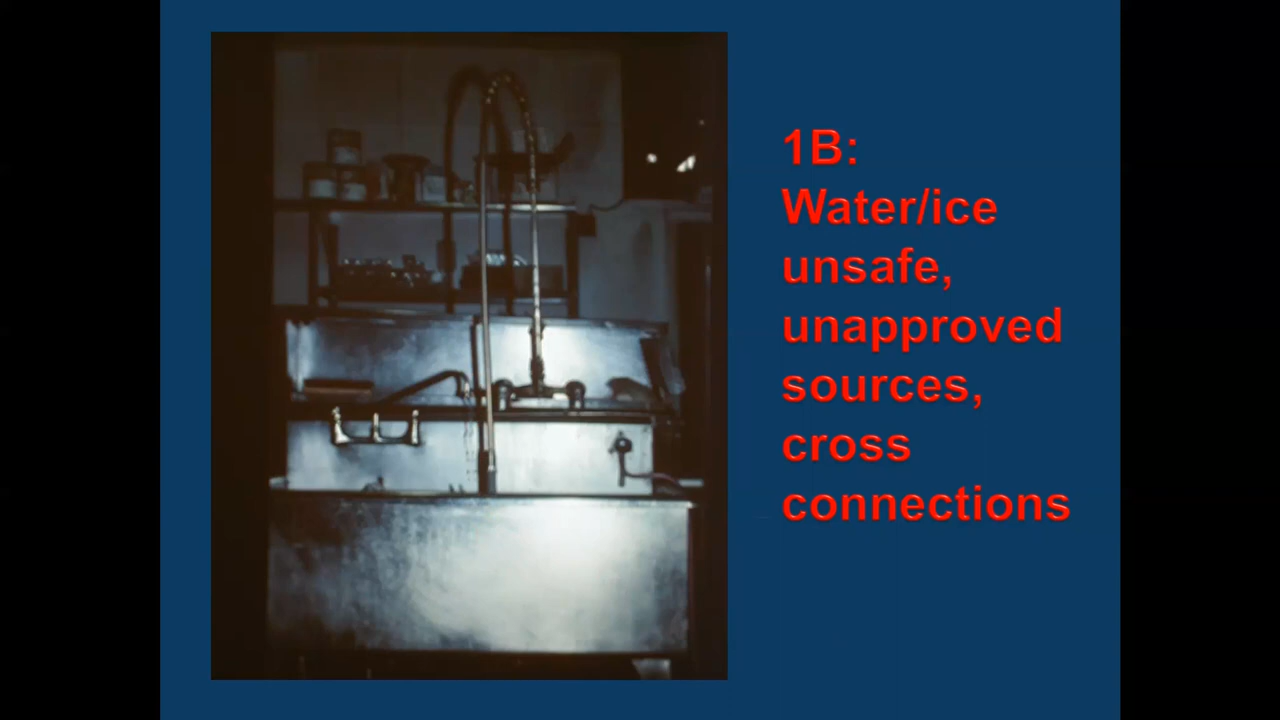 1B:
Water/ice
unsafe,
unapproved
sources,
cross
connections